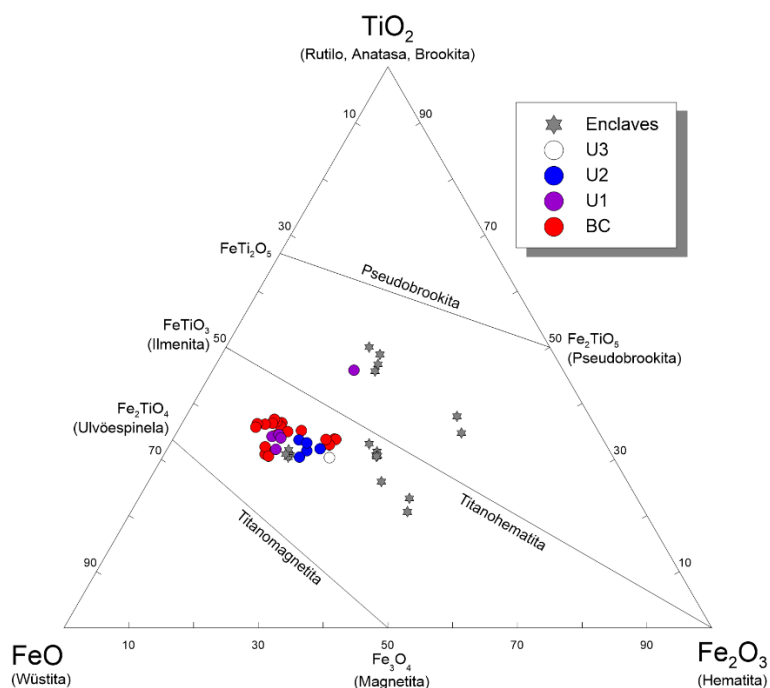 TiO₂
(Rutilo, Anatasa, Brookita)
10
90
Enclaves
U3
U2
U1
BC
30
70
FeTi₂O₅
Pseudobrookita
FeTiO₃
(Ilmenita)
50
50
Fe₂TiO₅
(Pseudobrookita)
Fe₂TiO₄
(Ulvöespinela)
70
30
Titanomagnetita
Titanohematita
90
10
FeO
(Wüstita)
10
30
50
70
90
Fe₃O₄
(Magnetita)
Fe₂O₃
(Hematita)